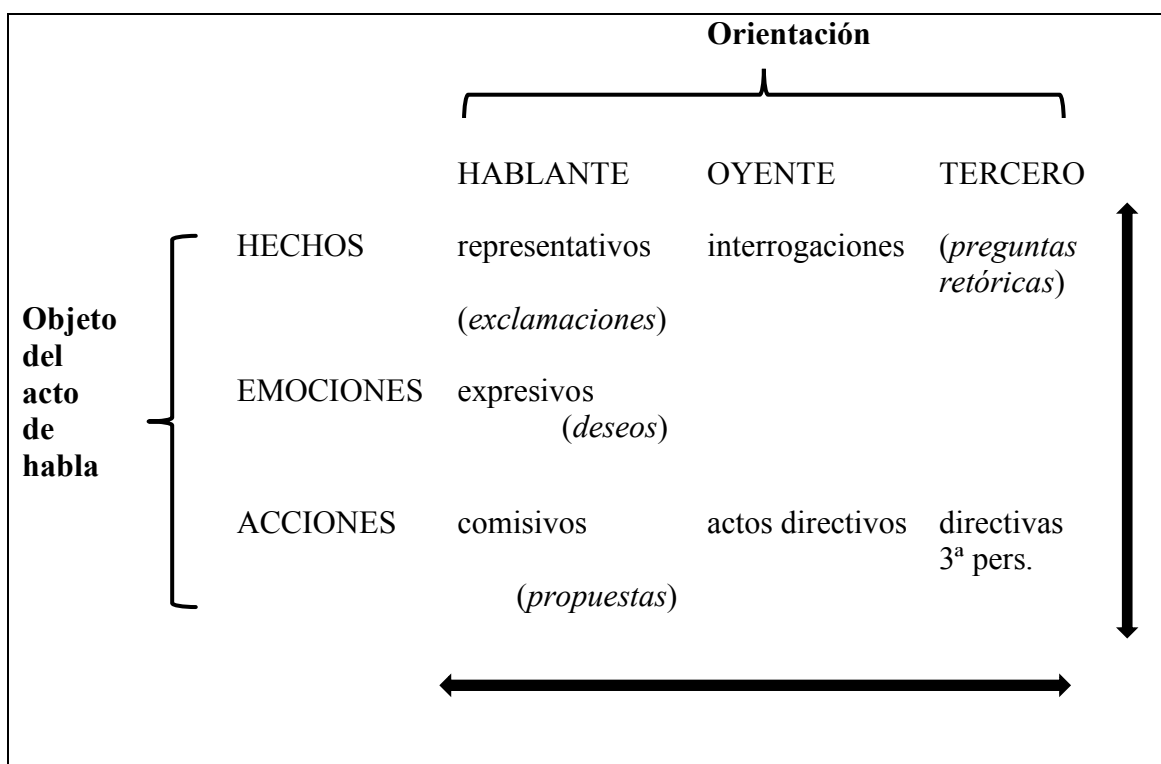 Orientación
HABLANTE OYENTE TERCERO
HECHOS representativos interrogaciones (preguntas
retóricas)
(exclamaciones)
Objeto
del
acto
de
habla
EMOCIONES expresivos
(deseos)
ACCIONES comisivos actos directivos directivas
3ª pers.
(propuestas)